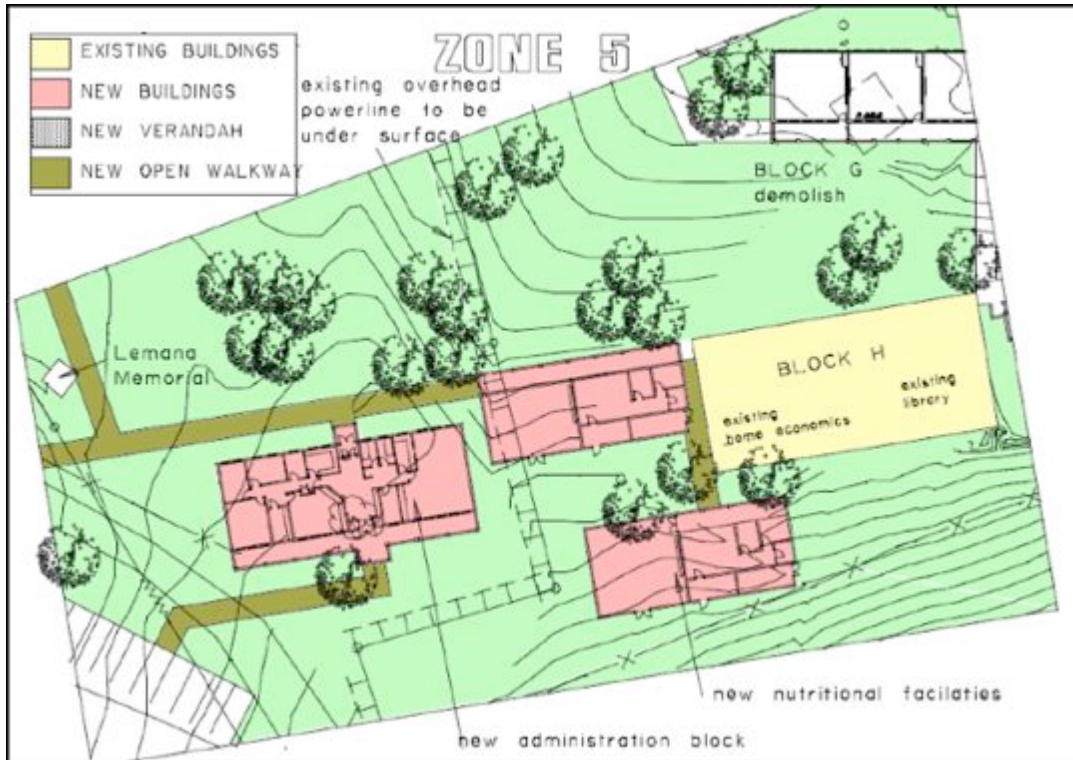 ZONE 5
EXISTING BUILDINGS
NEW BUILDINGS
NEW VERANDAH
NEW OPEN WALKWAY
existing overhead
powerline to be
under surface
BLOCK G
demolish
Lemana
Memorial
BLOCK H
existing
library
existing
home economics
new nutritional facilaties
new administration block